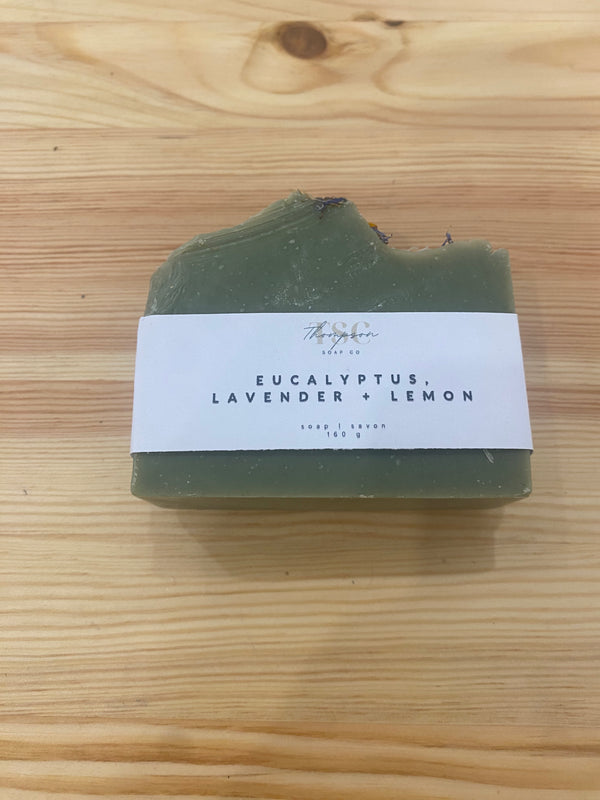 TSC
Thompson
SOAP CO
EUCALYPTUS,
LAVENDER + LEMON
soap | savon
160 g